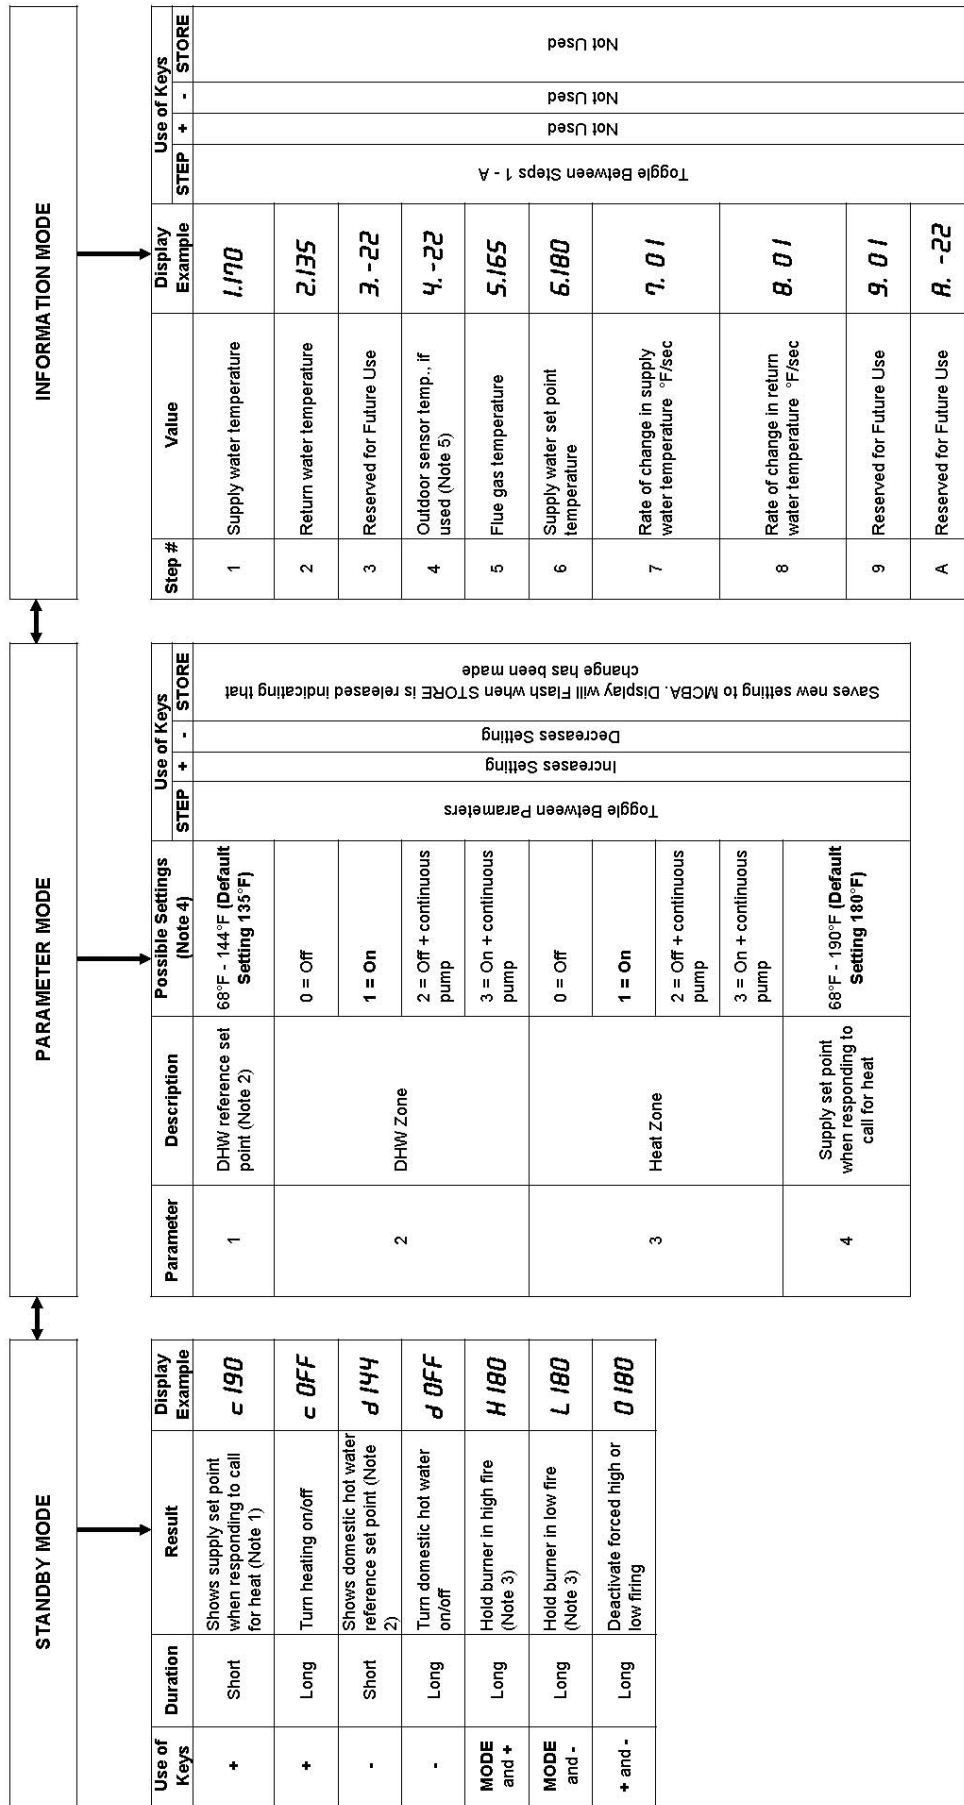 STANDBY MODE
Use of Keys Duration Result Display Example
+ Short Shows supply set point when responding to call for heat (Note 1) c 190
+ Long Turn heating on/off c OFF
- Short Shows domestic hot water reference set point (Note 2) d 144
- Long Turn domestic hot water on/off d OFF
MODE and + Long Hold burner in high fire (Note 3) H 180
MODE and - Long Hold burner in low fire (Note 3) L 180
+ and - Long Deactivate forced high or low firing 0 180
PARAMETER MODE
Parameter Description Possible Settings (Note 4) Use of Keys
STEP + - STORE
1 DHW reference set point (Note 2) 68°F - 144°F (Default Setting 135°F)
2 DHW Zone 0 = Off
1 = On
2 = Off + continuous pump
3 = On + continuous pump
3 Heat Zone 0 = Off
1 = On
2 = Off + continuous pump
3 = On + continuous pump
4 Supply set point when responding to call for heat 68°F - 190°F (Default Setting 180°F)
Toggle Between Parameters
Increases Setting
Decreases Setting
Saves new setting to MCBA. Display will Flash when STORE is released indicating that
change has been made
INFORMATION MODE
Step # Value Display Example Use of Keys
STEP + - STORE
1 Supply water temperature 1.170
2 Return water temperature 2.135
3 Reserved for Future Use 3. -22
4 Outdoor sensor temp., if used (Note 5) 4. -22
5 Flue gas temperature 5.165
6 Supply water set point temperature 6.180
7 Rate of change in supply water temperature °F/sec 7. 01
8 Rate of change in return water temperature °F/sec 8. 01
9 Reserved for Future Use 9. 01
A Reserved for Future Use A. -22
Toggle Between Steps 1 - A
Not Used
Not Used
Not Used